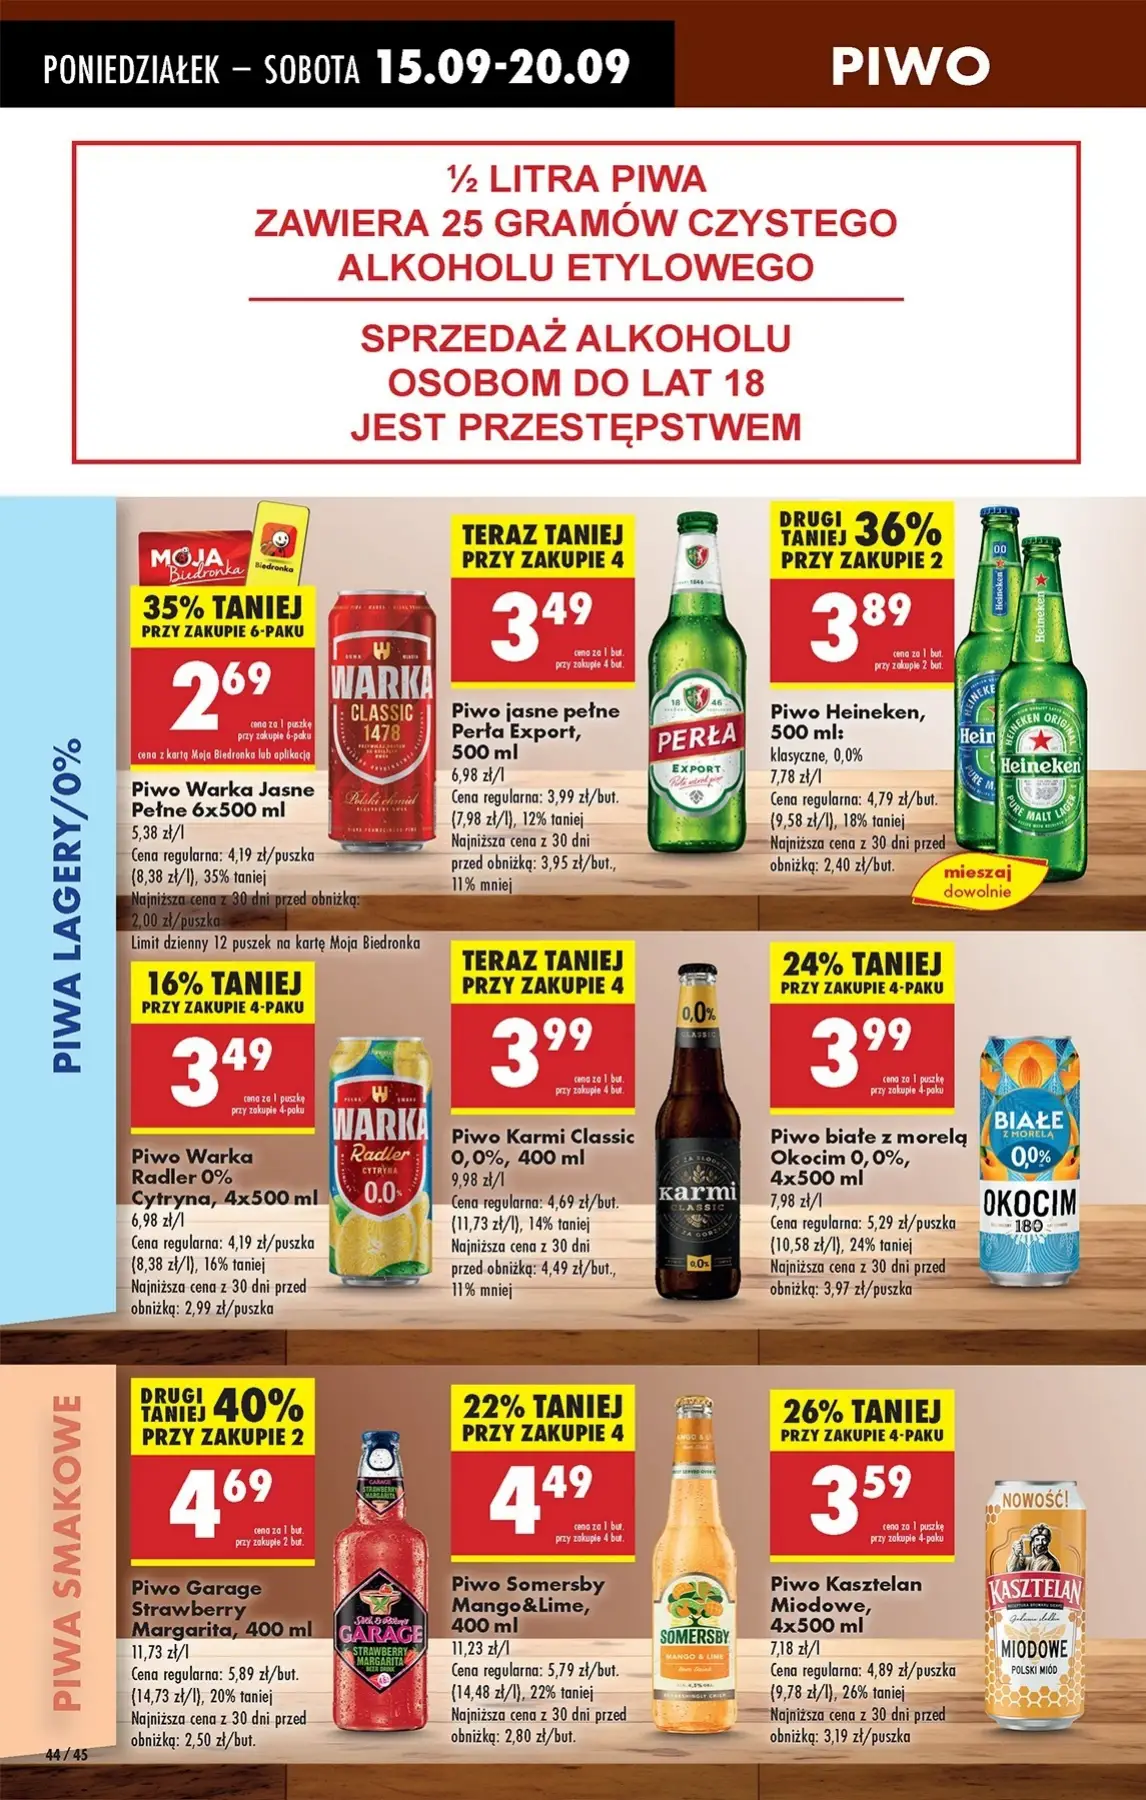 PONIEDZIAŁEK – SOBOTA 15.09-20.09
PIWO
½ LITRA PIWA
ZAWIERA 25 GRAMÓW CZYSTEGO
ALKOHOLU ETYLOWEGO
SPRZEDAŻ ALKOHOLU
OSOBOM DO LAT 18
JEST PRZESTĘPSTWEM
PIWA LAGERY/0%
MOJA
Biedronka
Biedronka
35% TANIEJ
PRZY ZAKUPIE 6-PAKU
2 69
cena za 1 puszkę
przy zakupie 6-paku
cena z kartą Moja Biedronka lub aplikacją
Piwo Warka Jasne
Pełne 6x500 ml
5,38 zł/l
Cena regularna: 4,19 zł/puszka
(8,38 zł/l), 35% taniej
Najniższa cena z 30 dni przed obniżką:
2,00 zł/puszka
Limit dzienny 12 puszek na kartę Moja Biedronka
WARKA
CLASSIC
1478
TERAZ TANIEJ
PRZY ZAKUPIE 4
3 49
cena za 1 but.
przy zakupie 4 but.
Piwo jasne pełne
Perła Export,
500 ml
6,98 zł/l
Cena regularna: 3,99 zł/but.
(7,98 zł/l), 12% taniej
Najniższa cena z 30 dni
przed obniżką: 3,95 zł/but.,
11% mniej
1846
18 46
PERŁA
EXPORT
DRUGI
TANIEJ 36%
PRZY ZAKUPIE 2
3 89
cena za 1 but.
przy zakupie 2 but.
Piwo Heineken,
500 ml:
klasyczne, 0,0%
7,78 zł/l
Cena regularna: 4,79 zł/but.
(9,58 zł/l), 18% taniej
Najniższa cena z 30 dni przed
obniżką: 2,40 zł/but.
mieszaj
dowolnie
0.0
Heineken
Heineken
Heineken
PURE MALT LAGER
16% TANIEJ
PRZY ZAKUPIE 4-PAKU
3 49
cena za 1 puszkę
przy zakupie 4-paku
Piwo Warka
Radler 0%
Cytryna, 4x500 ml
6,98 zł/l
Cena regularna: 4,19 zł/puszka
(8,38 zł/l), 16% taniej
Najniższa cena z 30 dni przed
obniżką: 2,99 zł/puszka
WARKA
Radler
CYTRYNA
0.0
TERAZ TANIEJ
PRZY ZAKUPIE 4
3 99
cena za 1 but.
przy zakupie 4 but.
Piwo Karmi Classic
0,0%, 400 ml
9,98 zł/l
Cena regularna: 4,69 zł/but.
(11,73 zł/l), 14% taniej
Najniższa cena z 30 dni
przed obniżką: 4,49 zł/but.,
11% mniej
0,0%
CLASSIC
Karmi
CLASSIC
0,0%
24% TANIEJ
PRZY ZAKUPIE 4-PAKU
3 99
cena za 1 puszkę
przy zakupie 4-paku
Piwo białe z morelą
Okocim 0,0%,
4x500 ml
7,98 zł/l
Cena regularna: 5,29 zł/puszka
(10,58 zł/l), 24% taniej
Najniższa cena z 30 dni przed
obniżką: 3,97 zł/puszka
BIAŁE
Z MORELĄ
0,0%
OKOCIM
180
PIWA SMAKOWE
DRUGI
TANIEJ 40%
PRZY ZAKUPIE 2
4 69
cena za 1 but.
przy zakupie 2 but.
Piwo Garage
Strawberry
Margarita, 400 ml
11,73 zł/l
Cena regularna: 5,89 zł/but.
(14,73 zł/l), 20% taniej
Najniższa cena z 30 dni przed
obniżką: 2,50 zł/but.
GARAGE
STRAWBERRY
MARGARITA
GARAGE
STRAWBERRY
MARGARITA
22% TANIEJ
PRZY ZAKUPIE 4
4 49
cena za 1 but.
przy zakupie 4 but.
Piwo Somersby
Mango&Lime,
400 ml
11,23 zł/l
Cena regularna: 5,79 zł/but.
(14,48 zł/l), 22% taniej
Najniższa cena z 30 dni przed
obniżką: 2,80 zł/but.
SOMERSBY
MANGO & LIME
26% TANIEJ
PRZY ZAKUPIE 4-PAKU
3 59
cena za 1 puszkę
przy zakupie 4-paku
Piwo Kasztelan
Miodowe,
4x500 ml
7,18 zł/l
Cena regularna: 4,89 zł/puszka
(9,78 zł/l), 26% taniej
Najniższa cena z 30 dni przed
obniżką: 3,19 zł/puszka
NOWOŚĆ!
KASZTELAN
MIODOWE
POLSKI MIÓD
44 / 45